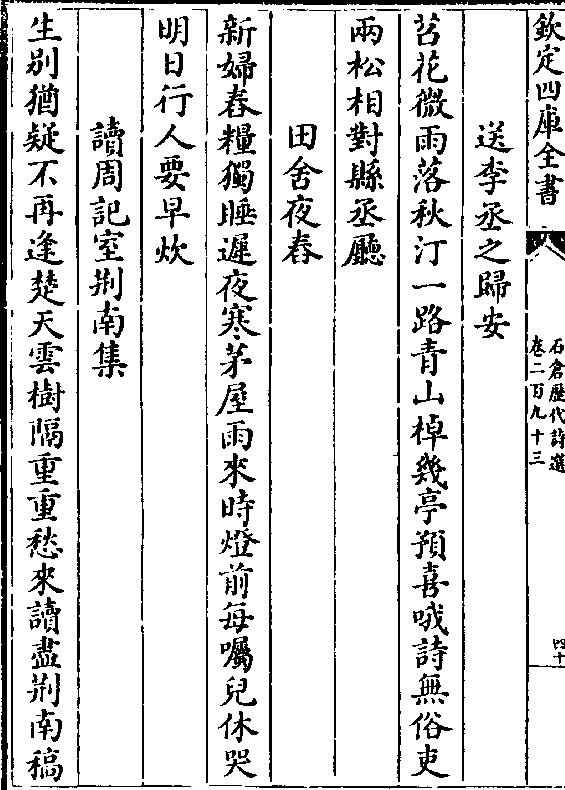 欽定四庫全書
石倉歷代詩選
卷二百九十三
四十
送李丞之歸安
苕花微雨落秋汀一路青山棹幾亭預喜哦詩無俗吏
兩松相對縣丞廳
田舍夜舂
新婦舂糧獨睡遲夜寒茅屋雨來時燈前每囑兒休哭
明日行人要早炊
讀周記室荆南集
生別猶疑不再逢楚天雲樹隔重重愁來讀盡荆南稿